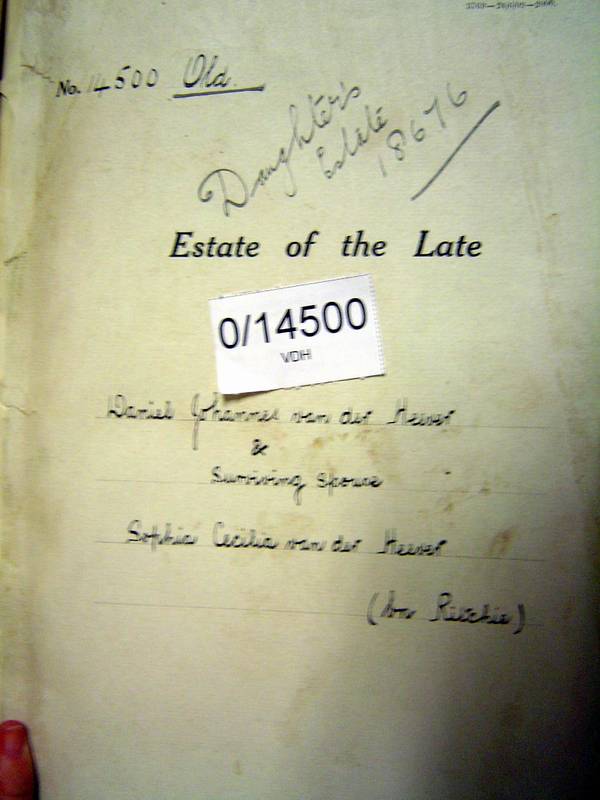 No. 14500 Old.
Daughter's
Estate
18676
Estate of the Late
0/14500
VDH
Daniel Johannes van der Heever
&
Surviving Spouse
Sophia Cecilia van der Heever
(bn Ritchie)